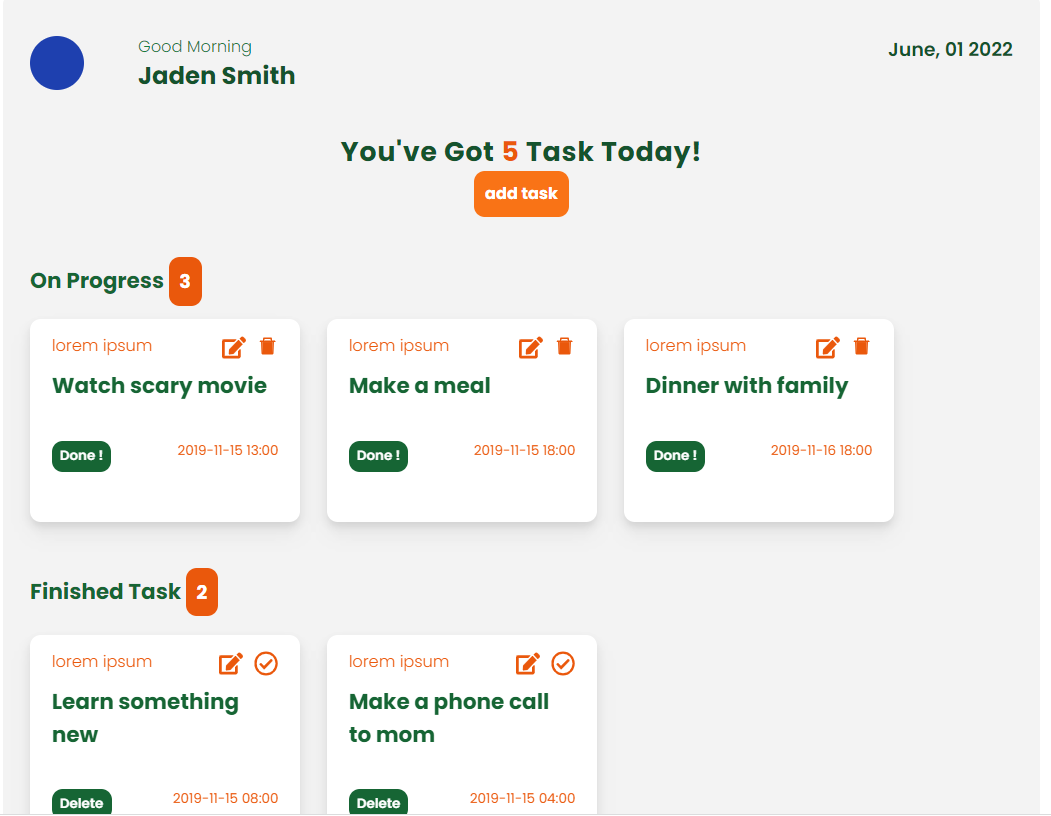 Good Morning
Jaden Smith
June, 01 2022
You've Got 5 Task Today!
add task
On Progress 3
lorem ipsum
Watch scary movie
Done !
2019-11-15 13:00
lorem ipsum
Make a meal
Done !
2019-11-15 18:00
lorem ipsum
Dinner with family
Done !
2019-11-16 18:00
Finished Task 2
lorem ipsum
Learn something
new
Delete
2019-11-15 08:00
lorem ipsum
Make a phone call
to mom
Delete
2019-11-15 04:00